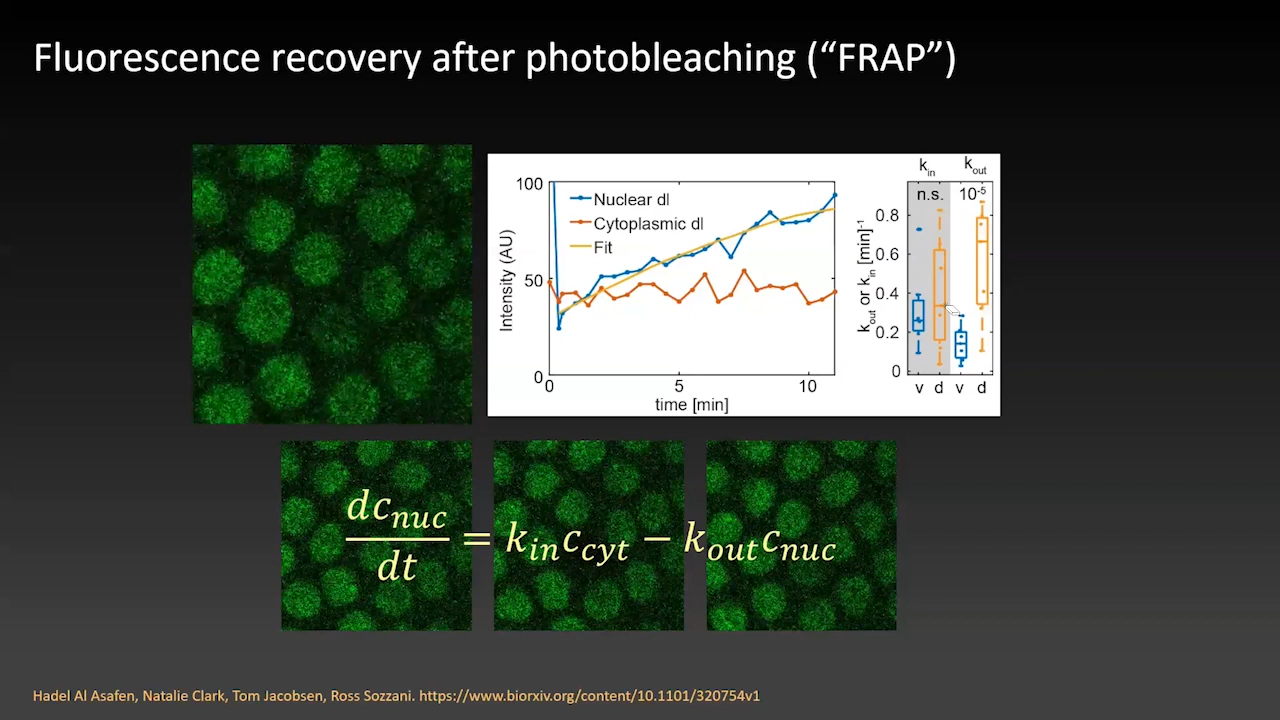 Fluorescence recovery after photobleaching (“FRAP”)
100
50
0
Intensity (AU)
Nuclear dl
Cytoplasmic dl
Fit
0 5 10
time [min]
k_in k_out
n.s. 10^-5
0.8
0.6
0.4
0.2
0
k_out or k_in [min]^-1
v d v d
dc_nuc/dt = k_in c_cyt − k_out c_nuc
Hadel Al Asafen, Natalie Clark, Tom Jacobsen, Ross Sozzani. https://www.biorxiv.org/content/10.1101/320754v1